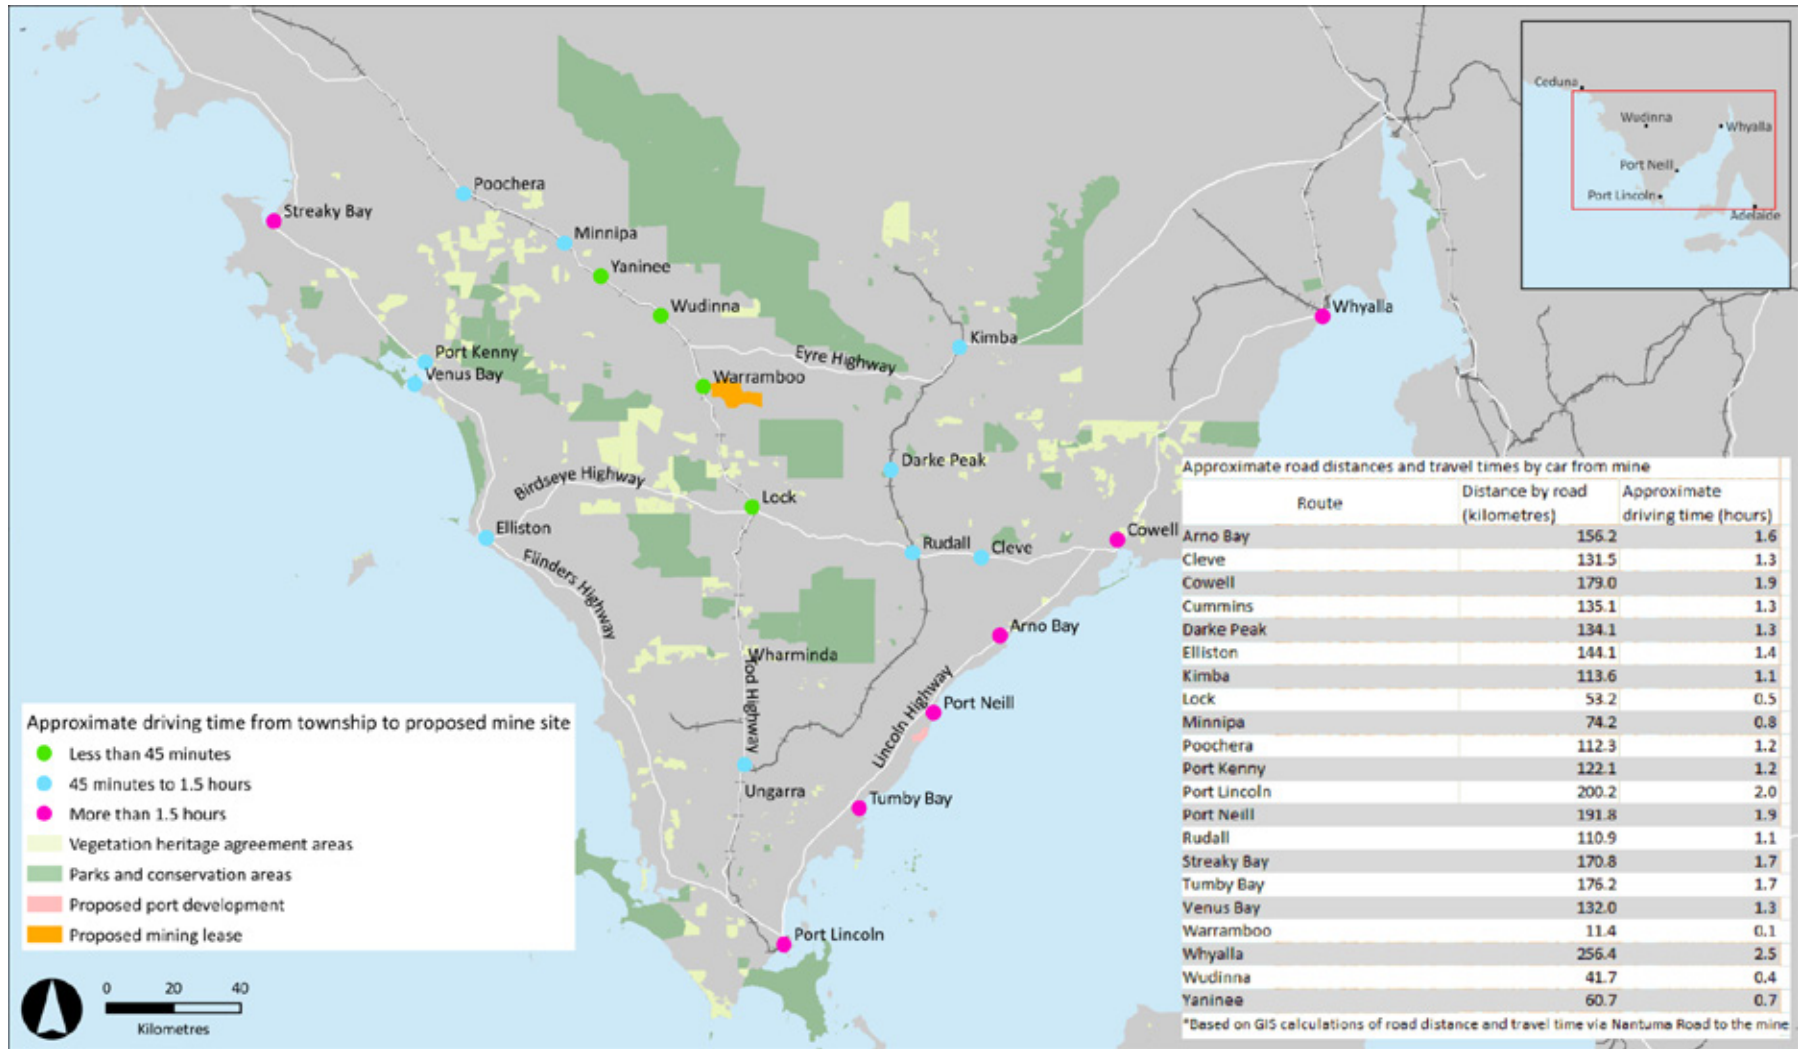 Ceduna
Wudinna
Whyalla
Port Neill
Port Lincoln
Adelaide
Poochera
Streaky Bay
Minnipa
Yaninee
Wudinna
Whyalla
Kimba
Port Kenny
Eyre Highway
Venus Bay
Warramboo
Darke Peak
Birdseye Highway
Lock
Elliston
Cowell
Rudall
Cleve
Flinders Highway
Arno Bay
Wharminda
Tod Highway
Lincoln Highway
Port Neill
Ungarra
Tumby Bay
Port Lincoln
Approximate driving time from township to proposed mine site
Less than 45 minutes
45 minutes to 1.5 hours
More than 1.5 hours
Vegetation heritage agreement areas
Parks and conservation areas
Proposed port development
Proposed mining lease
0 20 40
Kilometres
Approximate road distances and travel times by car from mine
Route Distance by road (kilometres) Approximate driving time (hours)
Arno Bay 156.2 1.6
Cleve 131.5 1.3
Cowell 179.0 1.9
Cummins 135.1 1.3
Darke Peak 134.1 1.3
Elliston 144.1 1.4
Kimba 113.6 1.1
Lock 53.2 0.5
Minnipa 74.2 0.8
Poochera 112.3 1.2
Port Kenny 122.1 1.2
Port Lincoln 200.2 2.0
Port Neill 191.8 1.9
Rudall 110.9 1.1
Streaky Bay 170.8 1.7
Tumby Bay 176.2 1.7
Venus Bay 132.0 1.3
Warramboo 11.4 0.1
Whyalla 256.4 2.5
Wudinna 41.7 0.4
Yaninee 60.7 0.7
*Based on GIS calculations of road distance and travel time via Nantuma Road to the mine